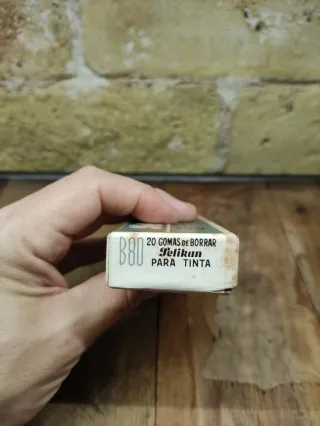 B80
20 GOMAS DE BORRAR
Pelikan
PARA TINTA